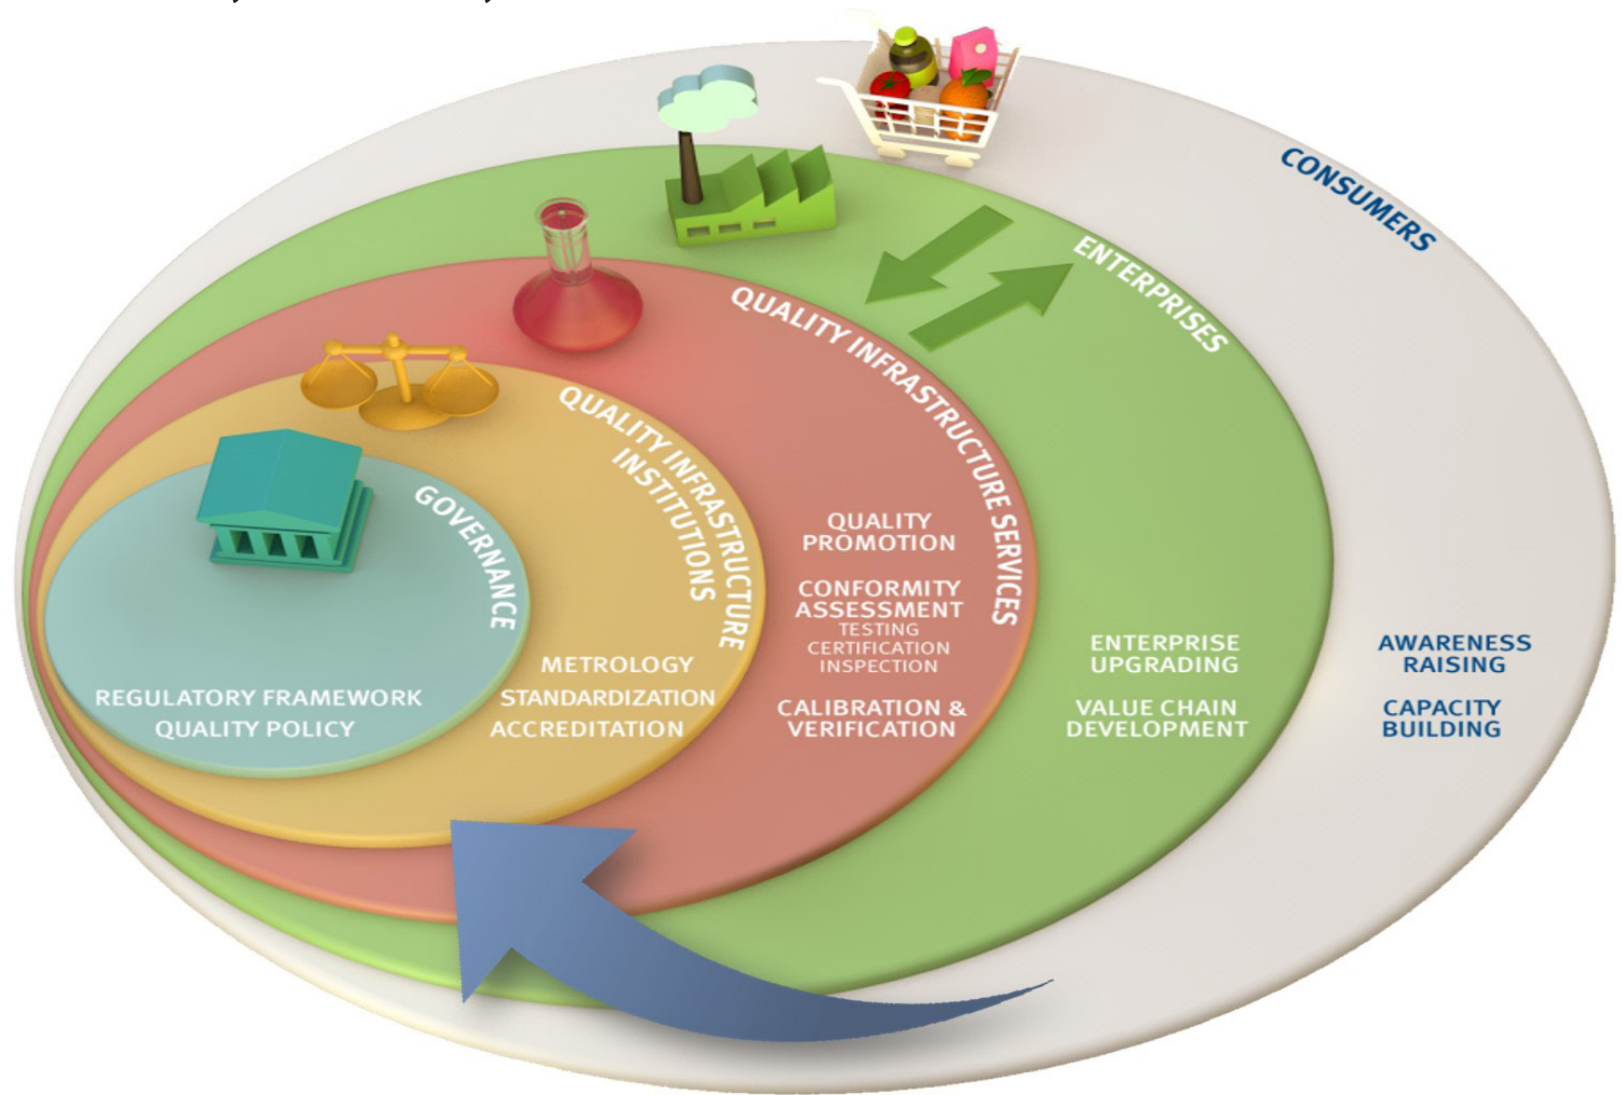 CONSUMERS
ENTERPRISES
QUALITY INFRASTRUCTURE SERVICES
QUALITY INFRASTRUCTURE
INSTITUTIONS
GOVERNANCE
REGULATORY FRAMEWORK
QUALITY POLICY
METROLOGY
STANDARDIZATION
ACCREDITATION
QUALITY
PROMOTION
CONFORMITY
ASSESSMENT
TESTING
CERTIFICATION
INSPECTION
CALIBRATION &
VERIFICATION
ENTERPRISE
UPGRADING
VALUE CHAIN
DEVELOPMENT
AWARENESS
RAISING
CAPACITY
BUILDING